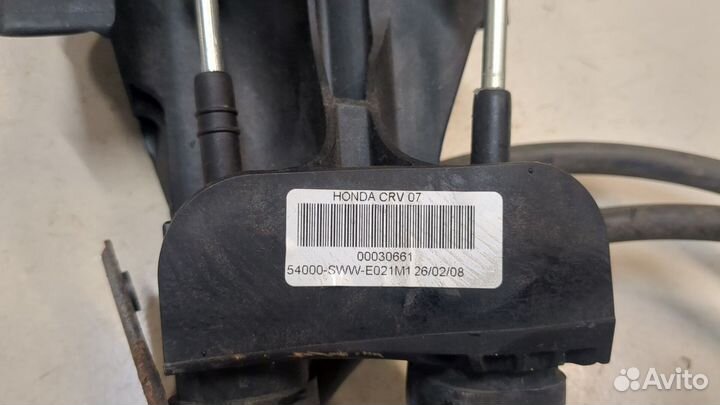 HONDA CRV 07
00030661
54000-SWW-E021M1 26/02/08
Avito